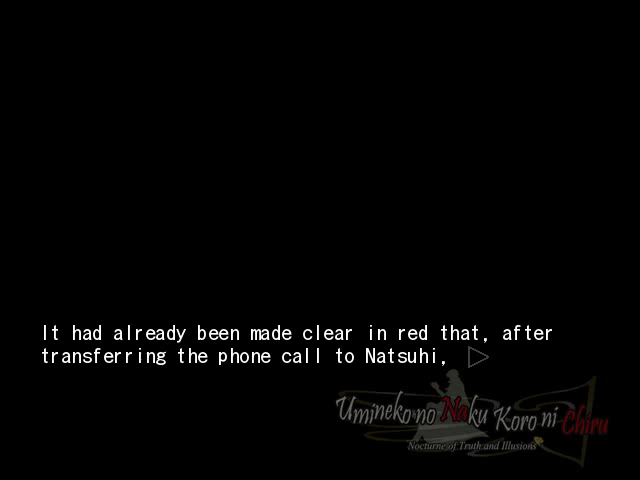 It had already been made clear in red that, after
transferring the phone call to Natsuhi,
Umineko no Naku Koro ni Chiru
Nocturne of Truth and Illusions